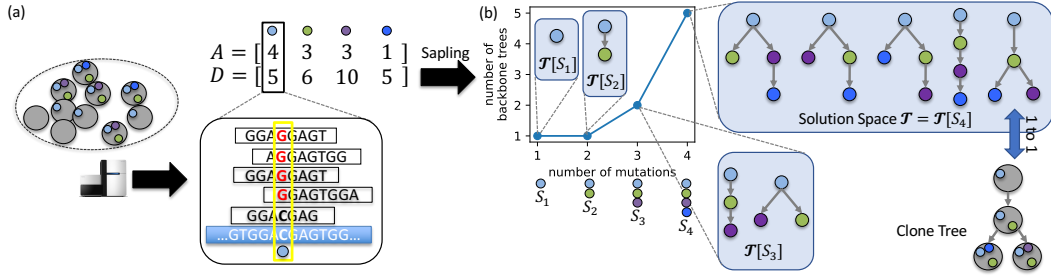 (a)
A = [ 4 3 3 1 ]
D = [ 5 6 10 5 ]
Sapling
GGAGGAGT
AGGAGTGG
GGAGGAGT
GGAGTGGA
GGACGAG
...GTGGACGAGTGG...
(b)
number of
backbone trees
5
4
3
2
1
1 2 3 4
number of mutations
S₁ S₂ S₃ S₄
𝒯[S₁]
𝒯[S₂]
𝒯[S₃]
Solution Space 𝒯 = 𝒯[S₄]
1 to 1
Clone Tree